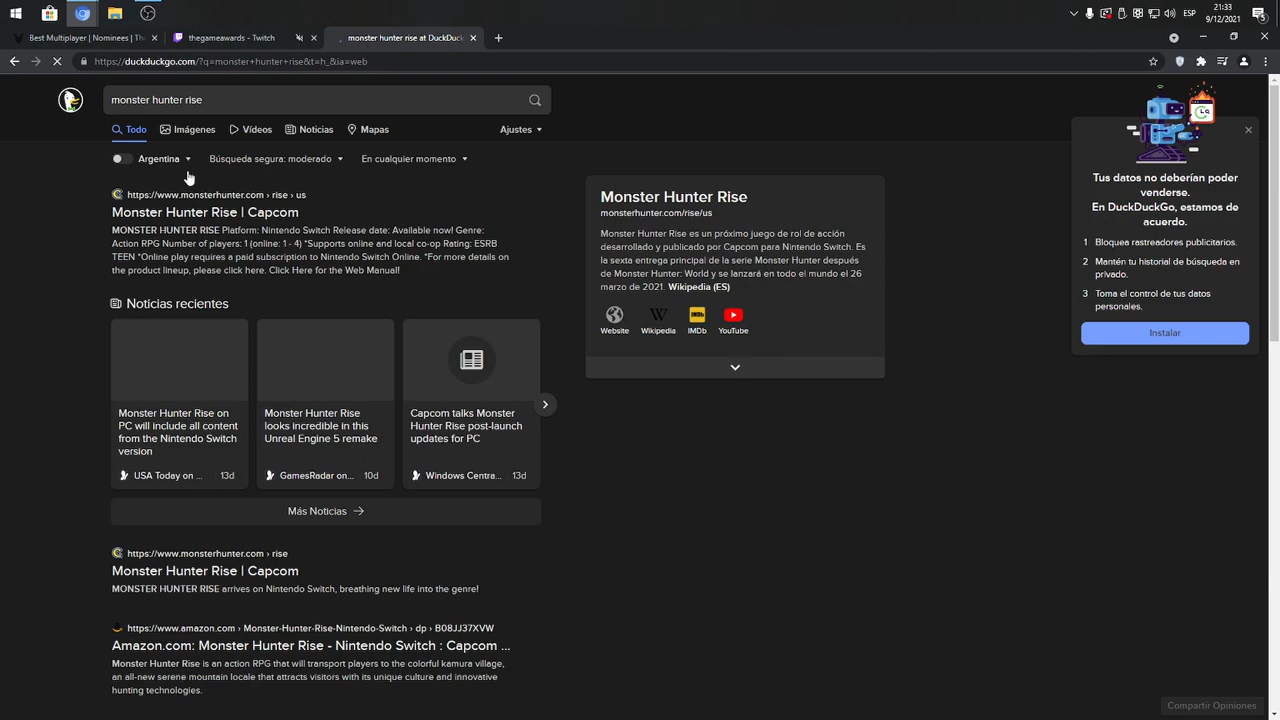 21:33
ESP
9/12/2021
5
Best Multiplayer | Nominees | The
thegameawards - Twitch
monster hunter rise at DuckDuck
https://duckduckgo.com/?q=monster+hunter+rise&t=h_&ia=web
monster hunter rise
Todo
Imágenes
Vídeos
Noticias
Mapas
Ajustes
Argentina
Búsqueda segura: moderado
En cualquier momento
https://www.monsterhunter.com › rise › us
Monster Hunter Rise | Capcom
MONSTER HUNTER RISE Platform: Nintendo Switch Release date: Available now! Genre:
Action RPG Number of players: 1 (online: 1 - 4) *Supports online and local co-op Rating: ESRB
TEEN *Online play requires a paid subscription to Nintendo Switch Online. *For more details on
the product lineup, please click here. Click Here for the Web Manual!
Noticias recientes
Monster Hunter Rise on
PC will include all content
from the Nintendo Switch
version
USA Today on ...
13d
Monster Hunter Rise
looks incredible in this
Unreal Engine 5 remake
GamesRadar on...
10d
Capcom talks Monster
Hunter Rise post-launch
updates for PC
Windows Centra...
13d
Más Noticias
https://www.monsterhunter.com › rise
Monster Hunter Rise | Capcom
MONSTER HUNTER RISE arrives on Nintendo Switch, breathing new life into the genre!
https://www.amazon.com › Monster-Hunter-Rise-Nintendo-Switch › dp › B08JJ37XVW
Amazon.com: Monster Hunter Rise - Nintendo Switch : Capcom ...
Monster Hunter Rise is an action RPG that will transport players to the colorful kamura village,
an all-new serene mountain locale that attracts visitors with its unique culture and innovative
hunting technologies.
Monster Hunter Rise
monsterhunter.com/rise/us
Monster Hunter Rise es un próximo juego de rol de acción
desarrollado y publicado por Capcom para Nintendo Switch. Es
la sexta entrega principal de la serie Monster Hunter después
de Monster Hunter: World y se lanzará en todo el mundo el 26
marzo de 2021. Wikipedia (ES)
Website
W
Wikipedia
IMDb
IMDb
YouTube
Tus datos no deberían poder
venderse.
En DuckDuckGo, estamos de
acuerdo.
1 Bloquea rastreadores publicitarios.
2 Mantén tu historial de búsqueda en
privado.
3 Toma el control de tus datos
personales.
Instalar
Compartir Opiniones